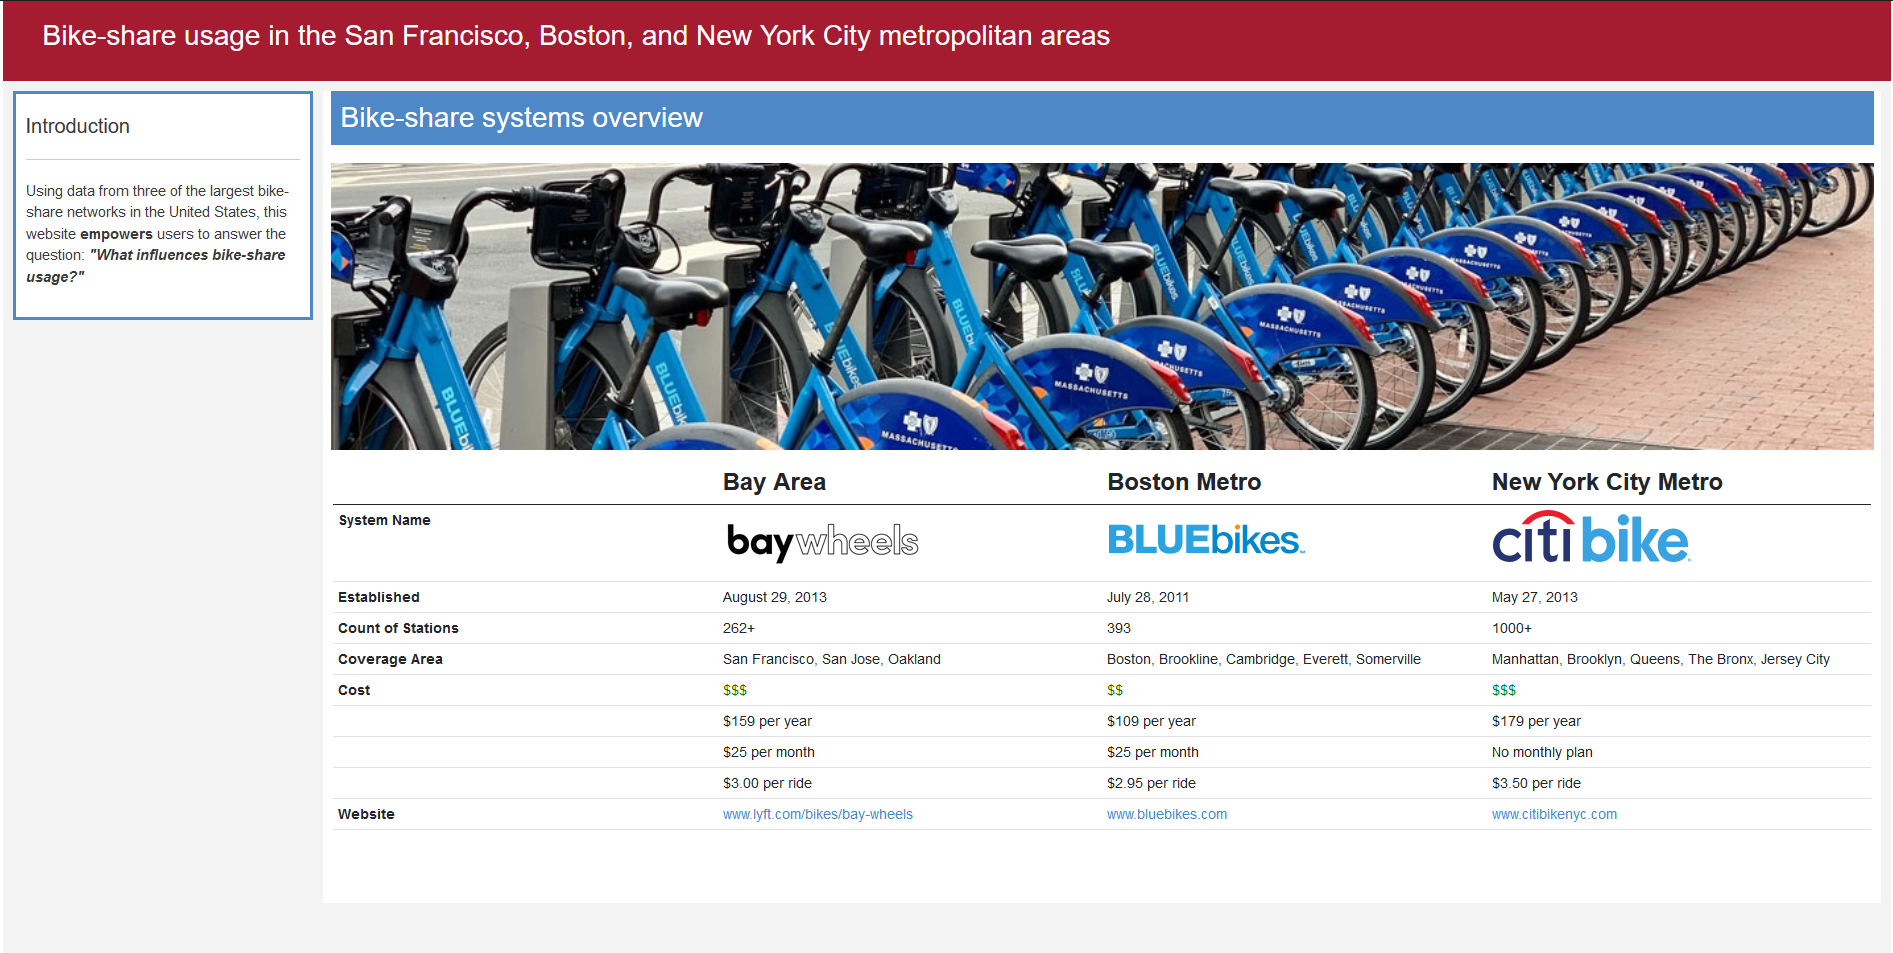 Bike-share usage in the San Francisco, Boston, and New York City metropolitan areas
Introduction
Using data from three of the largest bike-
share networks in the United States, this
website empowers users to answer the
question: "What influences bike-share
usage?"
Bike-share systems overview
BLUEbikes
BLUEbikes
MASSACHUSETTS
MASSACHUSETTS
MASSACHUSETTS
MASSACHUSETTS
Bay Area Boston Metro New York City Metro
System Name baywheels BLUEbikes citi bike
Established August 29, 2013 July 28, 2011 May 27, 2013
Count of Stations 262+ 393 1000+
Coverage Area San Francisco, San Jose, Oakland Boston, Brookline, Cambridge, Everett, Somerville Manhattan, Brooklyn, Queens, The Bronx, Jersey City
Cost $$$ $$ $$$
$159 per year $109 per year $179 per year
$25 per month $25 per month No monthly plan
$3.00 per ride $2.95 per ride $3.50 per ride
Website www.lyft.com/bikes/bay-wheels www.bluebikes.com www.citibikenyc.com